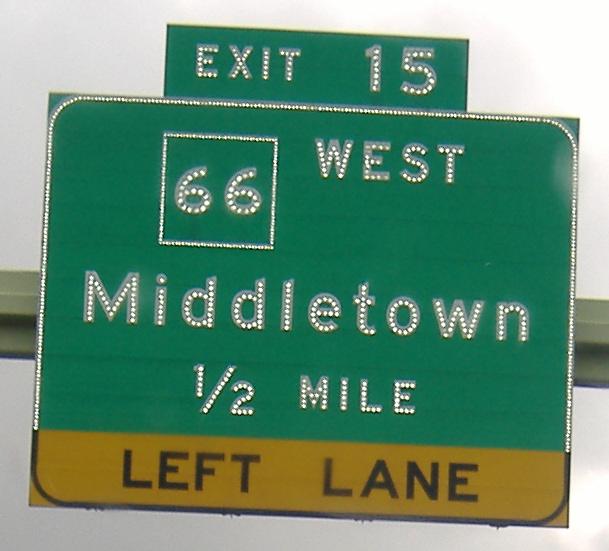 EXIT 15
66 WEST
Middletown
1/2 MILE
LEFT LANE